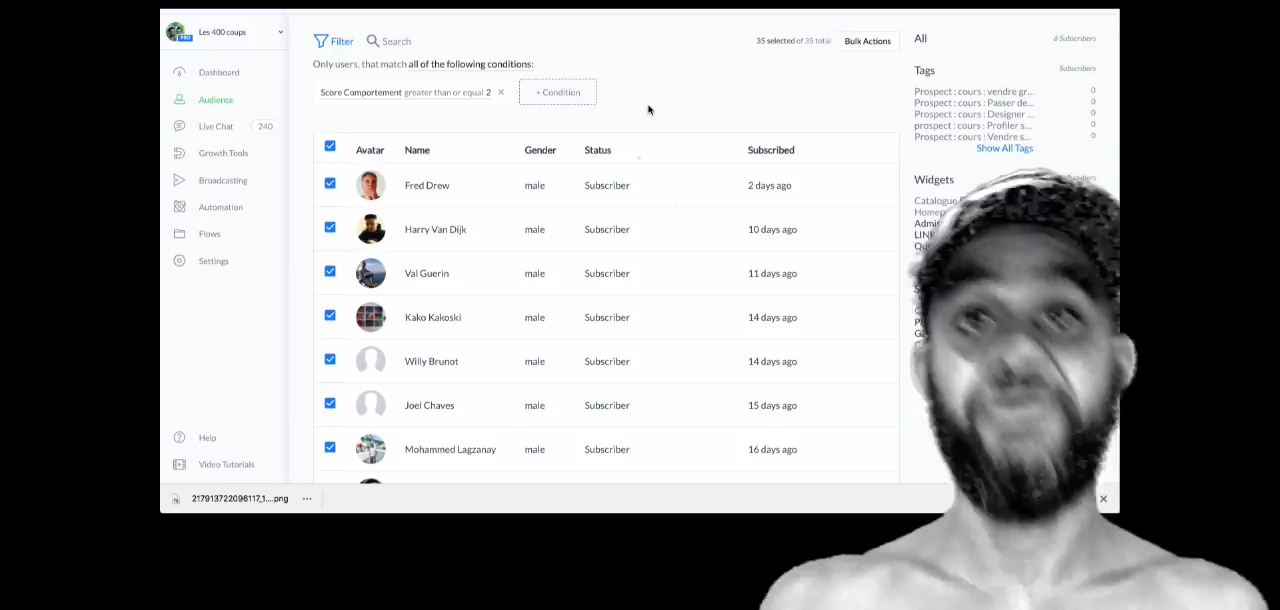 Les 400 coups
PRO
Dashboard
Audience
Live Chat 240
Growth Tools
Broadcasting
Automation
Flows
Settings
Help
Video Tutorials
Filter
Search
35 selected of 35 total
Bulk Actions
Only users, that match all of the following conditions:
Score Comportement greater than or equal 2
+ Condition
Avatar Name Gender Status Subscribed
Fred Drew male Subscriber 2 days ago
Harry Van Dijk male Subscriber 10 days ago
Val Guerin male Subscriber 11 days ago
Kako Kakoski male Subscriber 14 days ago
Willy Brunot male Subscriber 14 days ago
Joel Chaves male Subscriber 15 days ago
Mohammed Lagzanay male Subscriber 16 days ago
All 6 Subscribers
Tags Subscribers
Prospect : cours : vendre gr... 0
Prospect : cours : Passer de... 0
Prospect : cours : Designer ... 0
prospect : cours : Profiler s... 0
Prospect : cours : Vendre s... 0
Show All Tags
Widgets
Catalogue
LINK
217913722096117_1....png